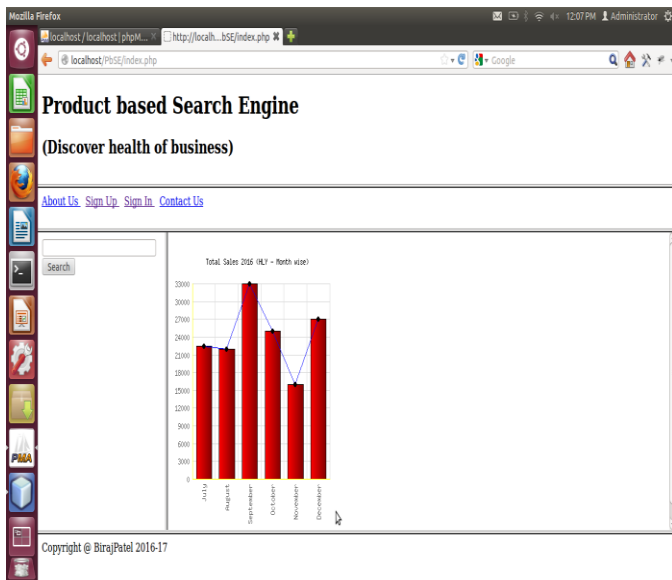 Mozilla Firefox
12:07 PM Administrator
localhost / localhost | phpM...
http://localh...bSE/index.php
localhost/PbSE/index.php
Google
Product based Search Engine
(Discover health of business)
About Us Sign Up Sign In Contact Us
Search
Total Sales 2016 (HLY - Month wise)
33000
30000
27000
24000
21000
18000
15000
12000
9000
6000
3000
0
July
August
September
October
November
December
PMA
Copyright @ BirajPatel 2016-17